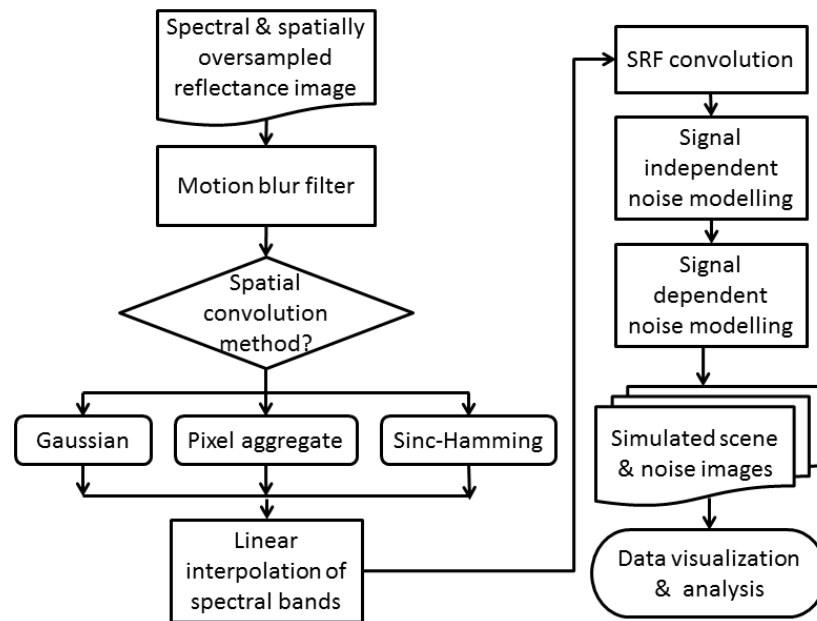 Spectral & spatially
oversampled
reflectance image
Motion blur filter
Spatial
convolution
method?
Gaussian
Pixel aggregate
Sinc-Hamming
Linear
interpolation of
spectral bands
SRF convolution
Signal
independent
noise modelling
Signal
dependent
noise modelling
Simulated scene
& noise images
Data visualization
& analysis